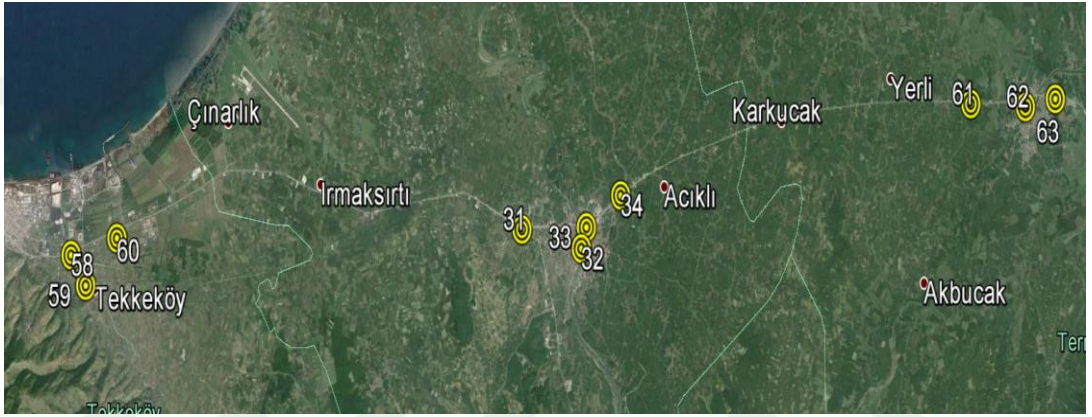 Çınarlık
Irmaksırtı
Karkucak
Yerli
61
62
63
31
33
32
34
Acıklı
58
60
59
Tekkeköy
Akbucak
Tekkeköy